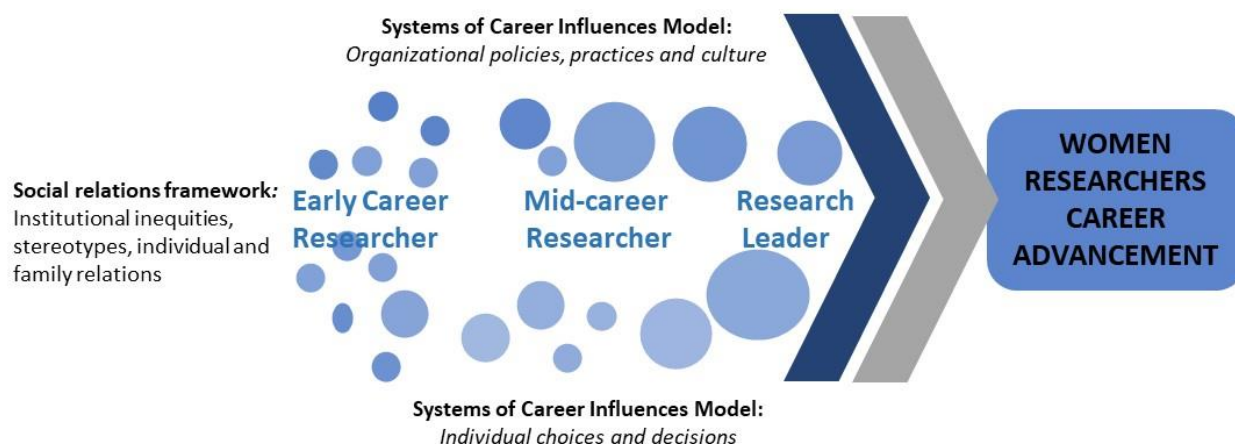 Systems of Career Influences Model:
Organizational policies, practices and culture
Social relations framework:
Institutional inequities,
stereotypes, individual and
family relations
Early Career
Researcher
Mid-career
Researcher
Research
Leader
WOMEN
RESEARCHERS
CAREER
ADVANCEMENT
Systems of Career Influences Model:
Individual choices and decisions